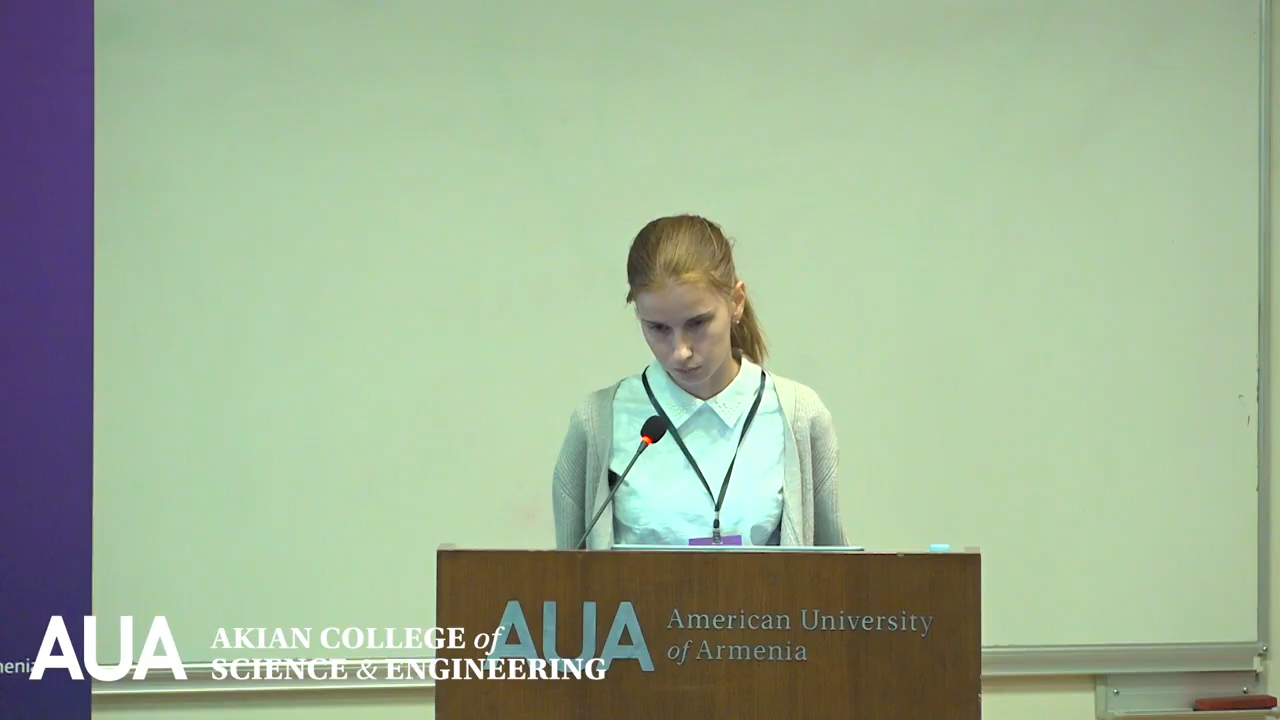 AUA
American University
of Armenia
AUA
AKIAN COLLEGE of
SCIENCE & ENGINEERING